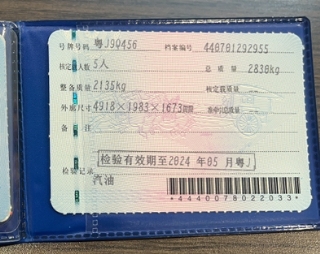 号牌号码 粤J90456 档案编号 440781292955
核定载人数 5人 总质量 2830kg
整备质量 2135kg 核定载质量 --
外廓尺寸 4918×1983×1673mm 准牵引总质量 --
备注
检验有效期至2024年05月粤J
检验记录
汽油
*4440078022033*